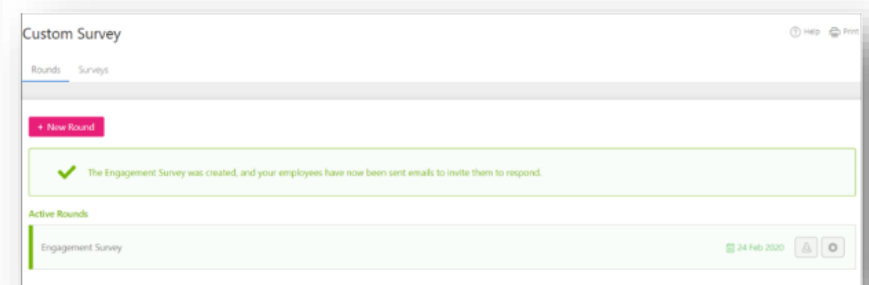 Custom Survey
Help Print
Rounds Surveys
+ New Round
The Engagement Survey was created, and your employees have now been sent emails to invite them to respond.
Active Rounds
Engagement Survey 24 Feb 2020